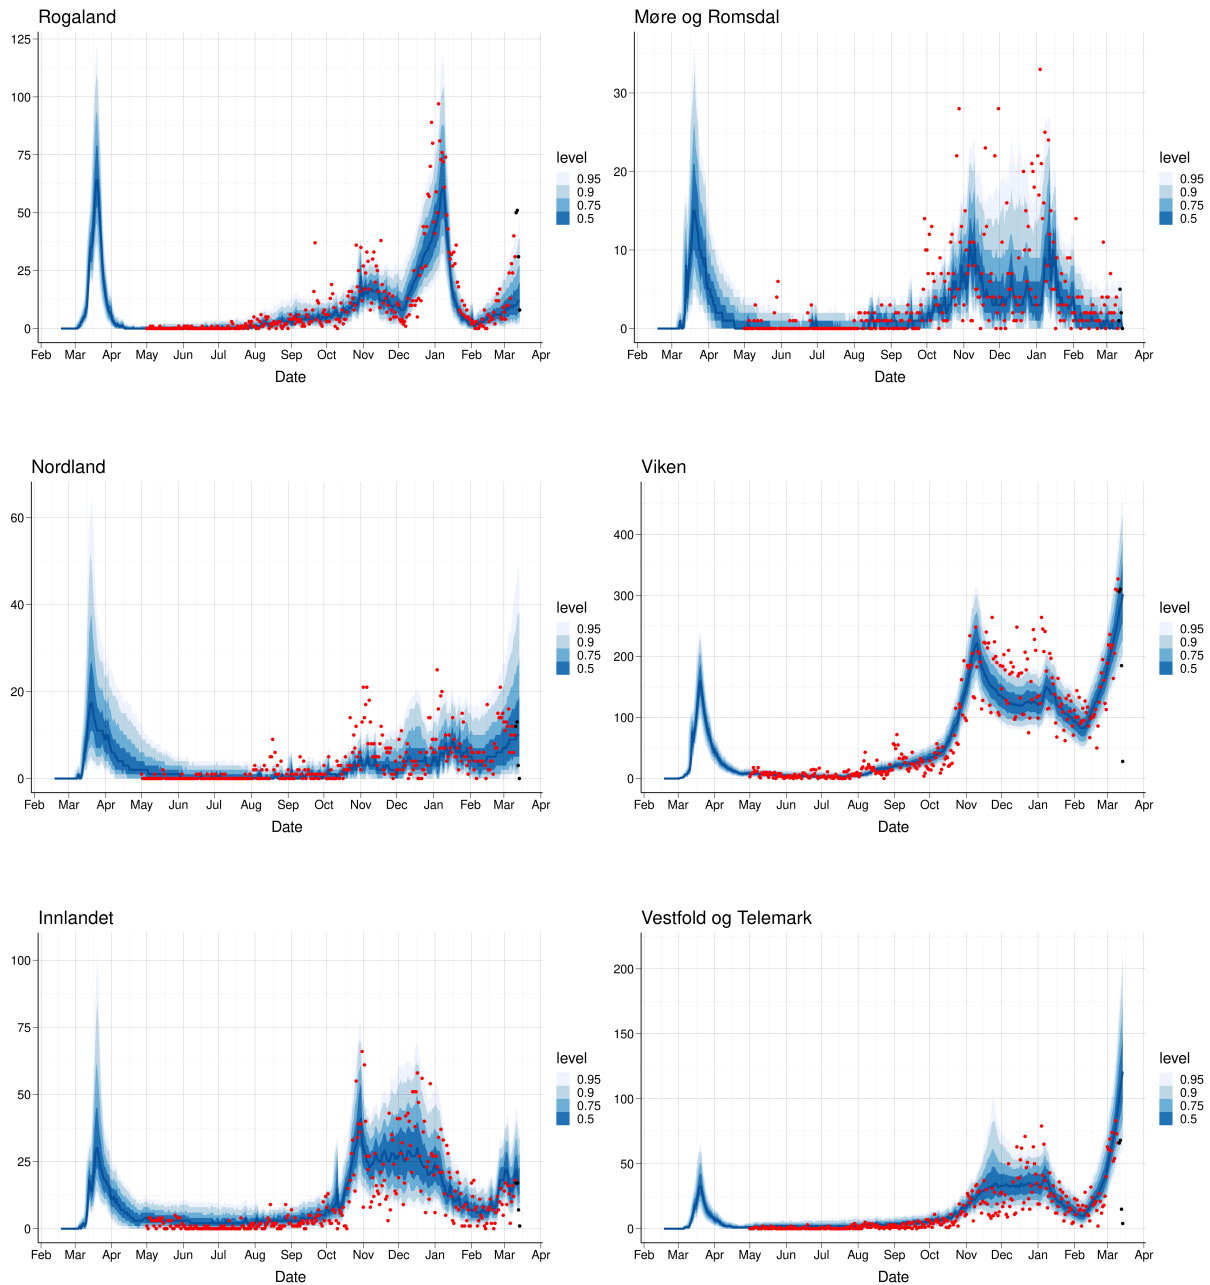 Rogaland
125
100
75
50
25
0
Feb Mar Apr May Jun Jul Aug Sep Oct Nov Dec Jan Feb Mar Apr
Date
level
0.95
0.9
0.75
0.5
Møre og Romsdal
30
20
10
0
Feb Mar Apr May Jun Jul Aug Sep Oct Nov Dec Jan Feb Mar Apr
Date
level
0.95
0.9
0.75
0.5
Nordland
60
40
20
0
Feb Mar Apr May Jun Jul Aug Sep Oct Nov Dec Jan Feb Mar Apr
Date
level
0.95
0.9
0.75
0.5
Viken
400
300
200
100
0
Feb Mar Apr May Jun Jul Aug Sep Oct Nov Dec Jan Feb Mar Apr
Date
level
0.95
0.9
0.75
0.5
Innlandet
100
75
50
25
0
Feb Mar Apr May Jun Jul Aug Sep Oct Nov Dec Jan Feb Mar Apr
Date
level
0.95
0.9
0.75
0.5
Vestfold og Telemark
200
150
100
50
0
Feb Mar Apr May Jun Jul Aug Sep Oct Nov Dec Jan Feb Mar Apr
Date
level
0.95
0.9
0.75
0.5